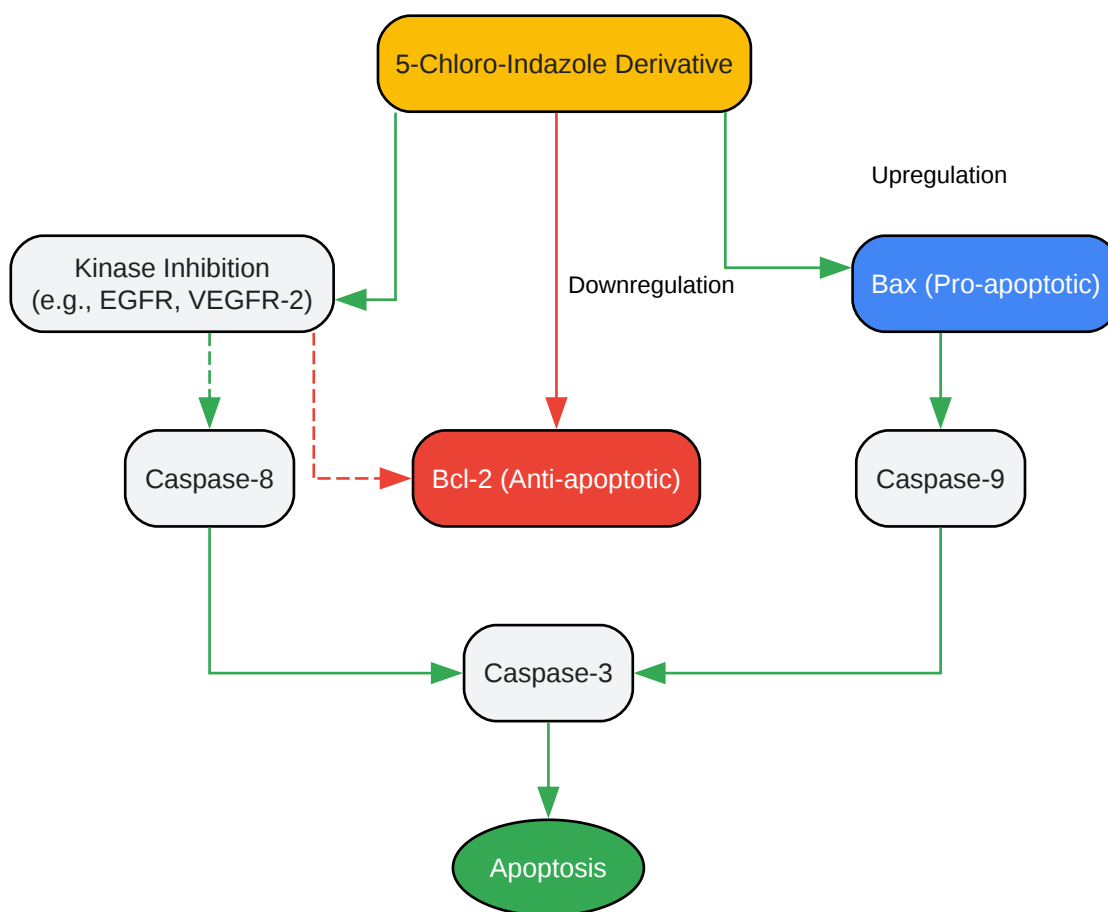 5-Chloro-Indazole Derivative
Upregulation
Kinase Inhibition
(e.g., EGFR, VEGFR-2)
Downregulation
Bax (Pro-apoptotic)
Caspase-8
Bcl-2 (Anti-apoptotic)
Caspase-9
Caspase-3
Apoptosis